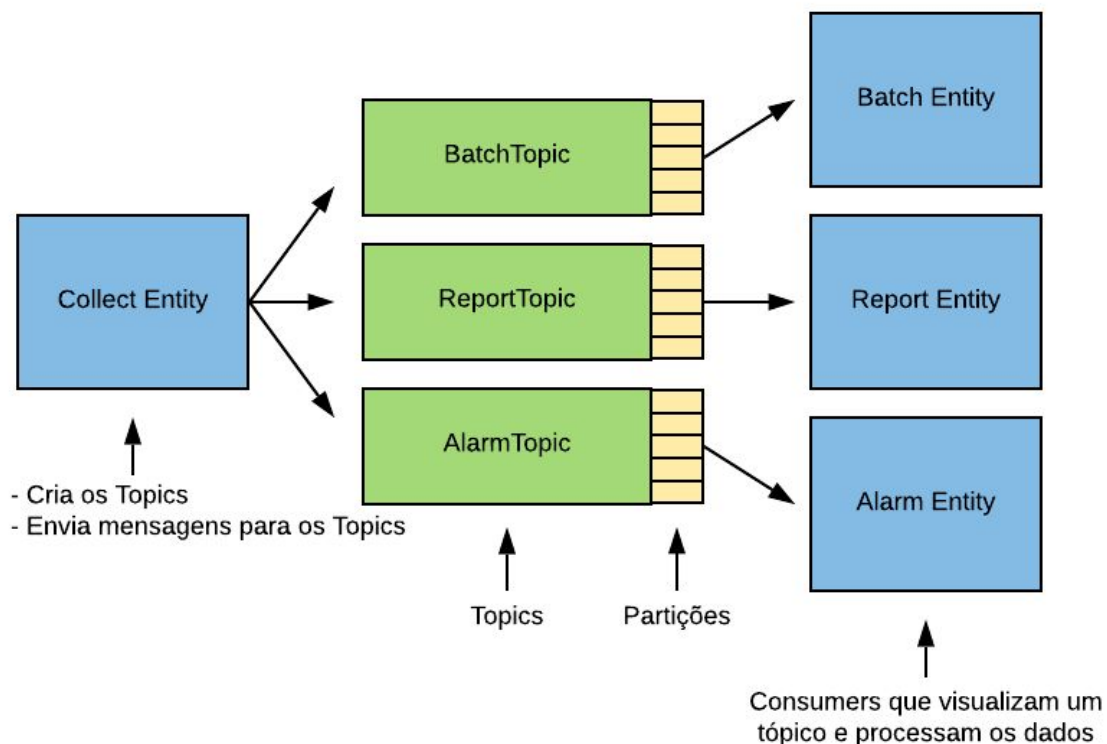 Batch Entity
BatchTopic
Collect Entity
ReportTopic
Report Entity
AlarmTopic
Alarm Entity
- Cria os Topics
- Envia mensagens para os Topics
Topics
Partições
Consumers que visualizam um
tópico e processam os dados